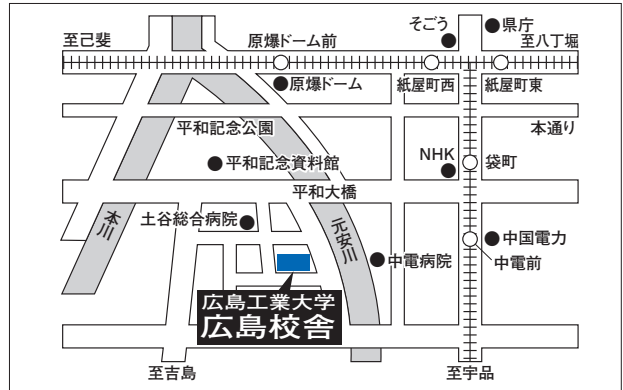 そごう
県庁
至己斐
原爆ドーム前
至八丁堀
原爆ドーム
紙屋町西
紙屋町東
平和記念公園
本通り
平和記念資料館
NHK
袋町
平和大橋
本川
土谷総合病院
元安川
中電病院
中国電力
中電前
広島工業大学
広島校舎
至吉島
至宇品